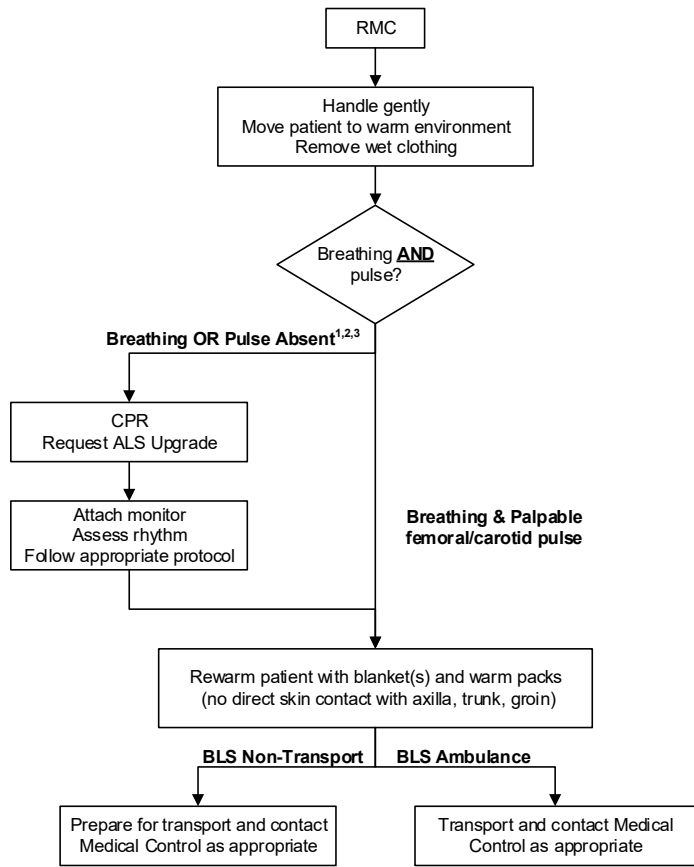 RMC
Handle gently
Move patient to warm environment
Remove wet clothing
Breathing AND
pulse?
Breathing OR Pulse Absent1,2,3
CPR
Request ALS Upgrade
Attach monitor
Assess rhythm
Follow appropriate protocol
Breathing & Palpable
femoral/carotid pulse
Rewarm patient with blanket(s) and warm packs
(no direct skin contact with axilla, trunk, groin)
BLS Non-Transport
BLS Ambulance
Prepare for transport and contact
Medical Control as appropriate
Transport and contact Medical
Control as appropriate